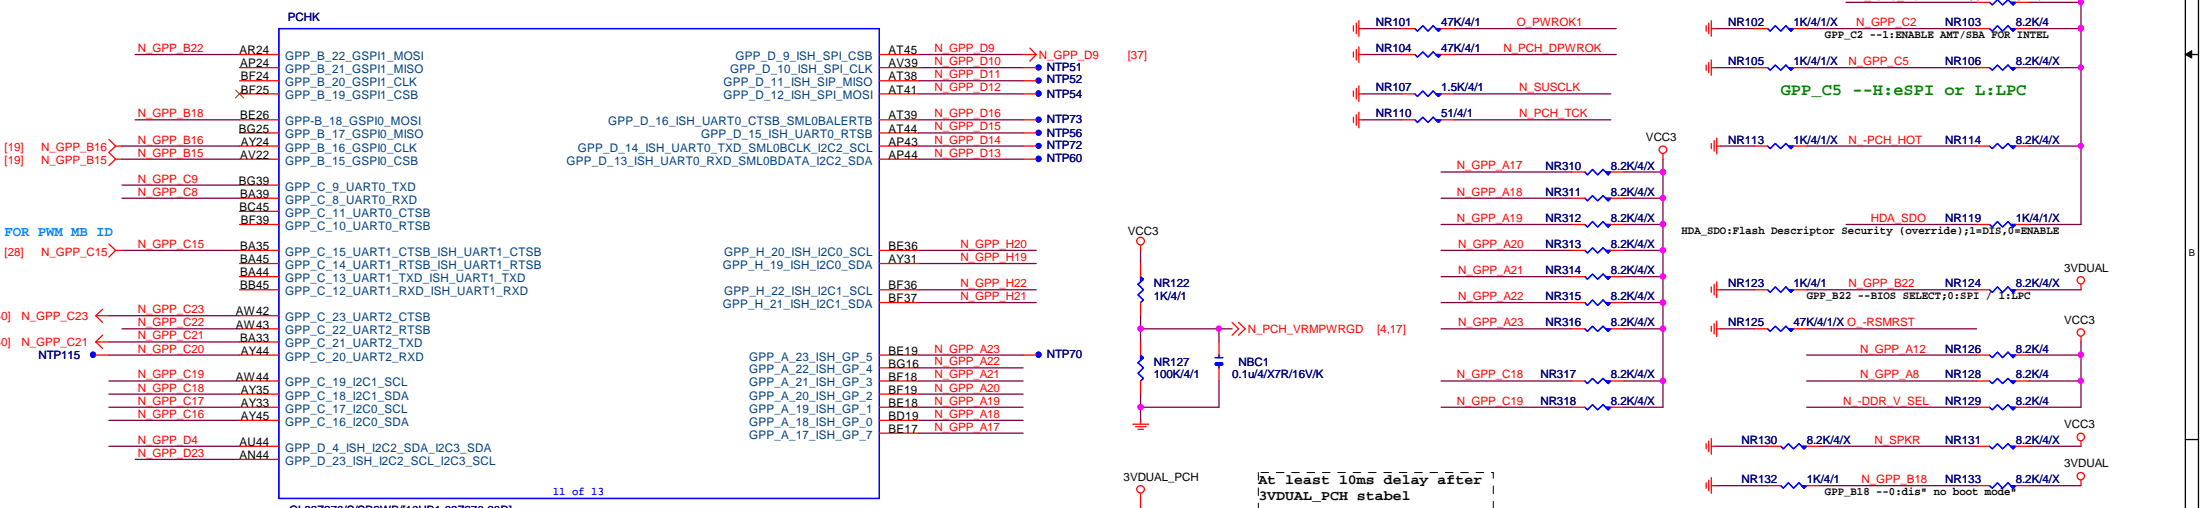 PCHK
N_GPP_B22 AR24 GPP_B_22_GSPI1_MOSI
AP24 GPP_B_21_GSPI1_MISO
BF24 GPP_B_20_GSPI1_CLK
BF25 GPP_B_19_GSPI1_CSB
N_GPP_B18 BE26 GPP-B_18_GSPI0_MOSI
BG25 GPP_B_17_GSPI0_MISO
[19] N_GPP_B16 N_GPP_B16 AY24 GPP_B_16_GSPI0_CLK
[19] N_GPP_B15 N_GPP_B15 AV22 GPP_B_15_GSPI0_CSB
N_GPP_C9 BG39 GPP_C_9_UART0_TXD
N_GPP_C8 BA39 GPP_C_8_UART0_RXD
BC45 GPP_C_11_UART0_CTSB
BF39 GPP_C_10_UART0_RTSB
FOR PWM MB ID
[28] N_GPP_C15 N_GPP_C15 BA35 GPP_C_15_UART1_CTSB_ISH_UART1_CTSB
BA45 GPP_C_14_UART1_RTSB_ISH_UART1_RTSB
BA44 GPP_C_13_UART1_TXD_ISH_UART1_TXD
BB45 GPP_C_12_UART1_RXD_ISH_UART1_RXD
0] N_GPP_C23 N_GPP_C23 AW42 GPP_C_23_UART2_CTSB
N_GPP_C22 AW43 GPP_C_22_UART2_RTSB
0] N_GPP_C21 N_GPP_C21 BA33 GPP_C_21_UART2_TXD
NTP115 N_GPP_C20 AY44 GPP_C_20_UART2_RXD
N_GPP_C19 AW44 GPP_C_19_I2C1_SCL
N_GPP_C18 AY35 GPP_C_18_I2C1_SDA
N_GPP_C17 AY33 GPP_C_17_I2C0_SCL
N_GPP_C16 AY45 GPP_C_16_I2C0_SDA
N_GPP_D4 AU44 GPP_D_4_ISH_I2C2_SDA_I2C3_SDA
N_GPP_D23 AN44 GPP_D_23_ISH_I2C2_SCL_I2C3_SCL
11 of 13
GPP_D_9_ISH_SPI_CSB AT45 N_GPP_D9 N_GPP_D9 [37]
GPP_D_10_ISH_SPI_CLK AV39 N_GPP_D10 NTP51
GPP_D_11_ISH_SIP_MISO AT38 N_GPP_D11 NTP52
GPP_D_12_ISH_SPI_MOSI AT41 N_GPP_D12 NTP54
GPP_D_16_ISH_UART0_CTSB_SML0BALERTB AT39 N_GPP_D16 NTP73
GPP_D_15_ISH_UART0_RTSB AT44 N_GPP_D15 NTP56
GPP_D_14_ISH_UART0_TXD_SML0BCLK_I2C2_SCL AP43 N_GPP_D14 NTP72
GPP_D_13_ISH_UART0_RXD_SML0BDATA_I2C2_SDA AP44 N_GPP_D13 NTP60
GPP_H_20_ISH_I2C0_SCL BE36 N_GPP_H20
GPP_H_19_ISH_I2C0_SDA AY31 N_GPP_H19
GPP_H_22_ISH_I2C1_SCL BF36 N_GPP_H22
GPP_H_21_ISH_I2C1_SDA BF37 N_GPP_H21
GPP_A_23_ISH_GP_5 BE19 N_GPP_A23 NTP70
GPP_A_22_ISH_GP_4 BG16 N_GPP_A22
GPP_A_21_ISH_GP_3 BF18 N_GPP_A21
GPP_A_20_ISH_GP_2 BF19 N_GPP_A20
GPP_A_19_ISH_GP_1 BE18 N_GPP_A19
GPP_A_18_ISH_GP_0 BD19 N_GPP_A18
GPP_A_17_ISH_GP_7 BE17 N_GPP_A17
VCC3
NR122
1K/4/1
N_PCH_VRMPWRGD [4,17]
NR127
100K/4/1
NBC1
0.1u/4/X7R/16V/K
3VDUAL_PCH
At least 10ms delay after
3VDUAL_PCH stabel
NR101 47K/4/1 O_PWROK1
NR104 47K/4/1 N_PCH_DPWROK
NR107 1.5K/4/1 N_SUSCLK
NR110 51/4/1 N_PCH_TCK
VCC3
N_GPP_A17 NR310 8.2K/4/X
N_GPP_A18 NR311 8.2K/4/X
N_GPP_A19 NR312 8.2K/4/X
N_GPP_A20 NR313 8.2K/4/X
N_GPP_A21 NR314 8.2K/4/X
N_GPP_A22 NR315 8.2K/4/X
N_GPP_A23 NR316 8.2K/4/X
N_GPP_C18 NR317 8.2K/4/X
N_GPP_C19 NR318 8.2K/4/X
NR102 1K/4/1/X N_GPP_C2 NR103 8.2K/4
GPP_C2 --1:ENABLE AMT/SBA FOR INTEL
NR105 1K/4/1/X N_GPP_C5 NR106 8.2K/4/X
GPP_C5 --H:eSPI or L:LPC
NR113 1K/4/1/X N_-PCH_HOT NR114 8.2K/4/X
HDA_SDO NR119 1K/4/1/X
HDA_SDO:Flash Descriptor Security (override);1=DIS,0=ENABLE
3VDUAL
NR123 1K/4/1 N_GPP_B22 NR124 8.2K/4/X
GPP_B22 --BIOS SELECT;0:SPI / 1:LPC
NR125 47K/4/1/X O_-RSMRST
VCC3
N_GPP_A12 NR126 8.2K/4
N_GPP_A8 NR128 8.2K/4
N_-DDR_V_SEL NR129 8.2K/4
VCC3
NR130 8.2K/4/X N_SPKR NR131 8.2K/4/X
3VDUAL
NR132 1K/4/1 N_GPP_B18 NR133 8.2K/4/X
GPP_B18 --0:dis" no boot mode"
B